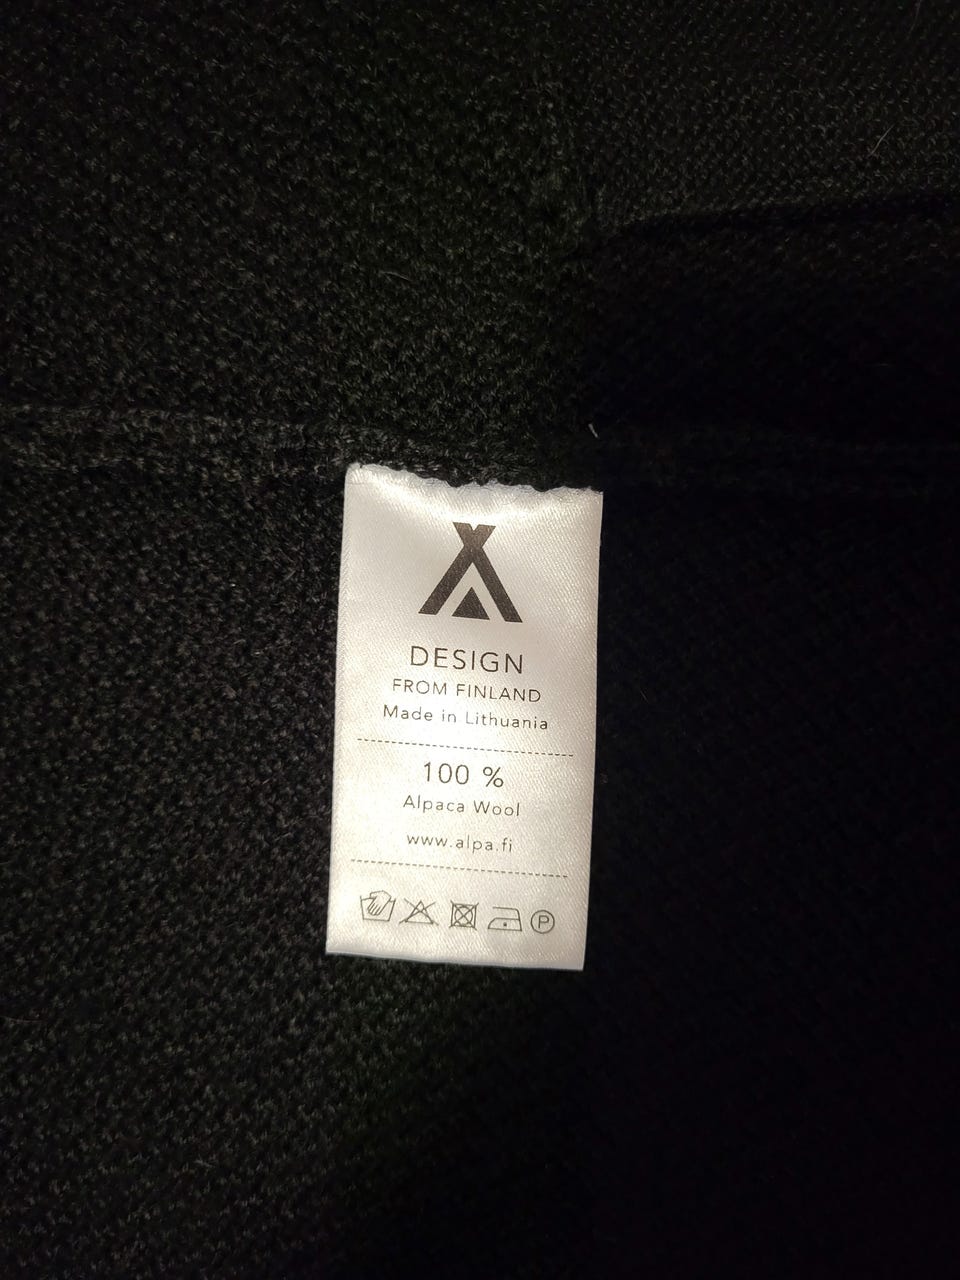 DESIGN
FROM FINLAND
Made in Lithuania
100 %
Alpaca Wool
www.alpa.fi
P